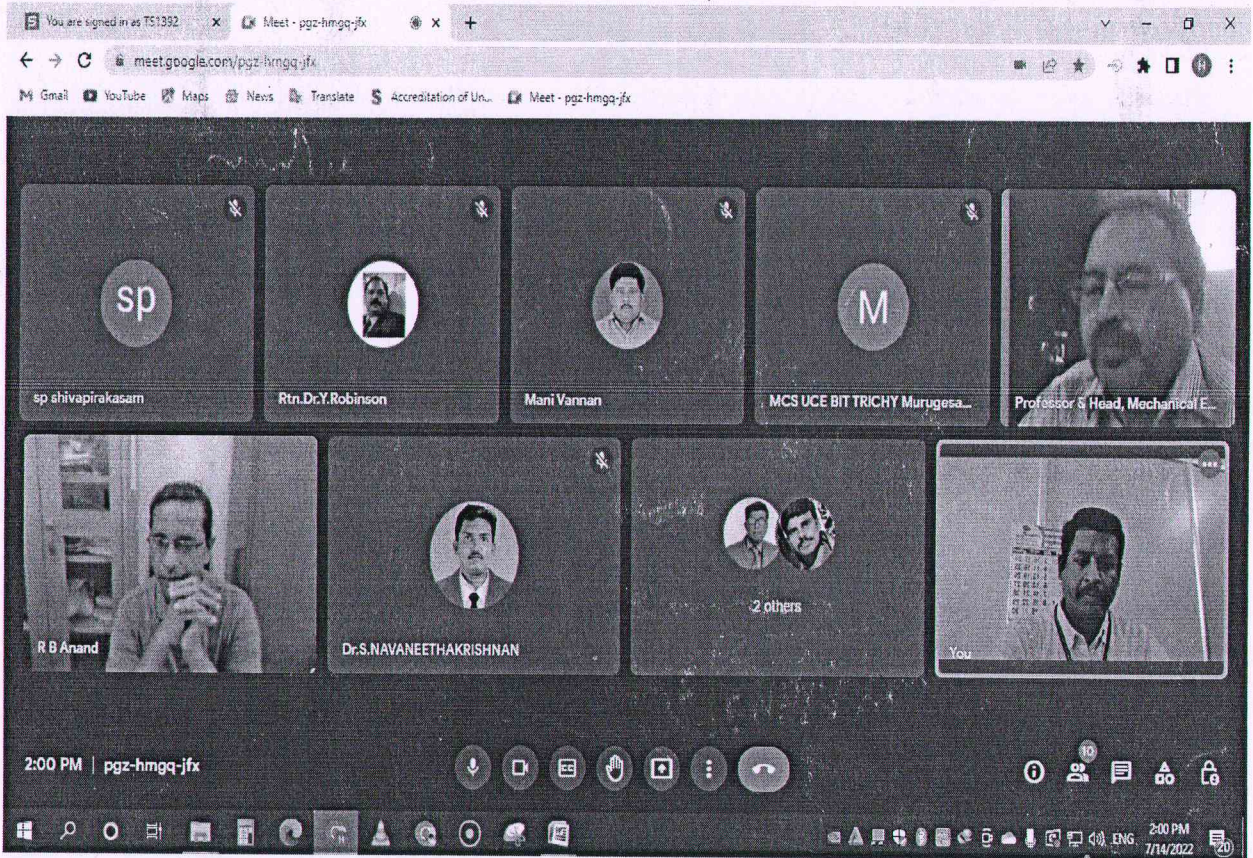 You are signed in as TS1392 Meet - pgz-hmgq-jfx
meet.google.com/pgz-hmgq-jfx
Gmail YouTube Maps News Translate Accreditation of Un... Meet - pgz-hmgq-jfx
sp M
sp shivapirakasam Rtn.Dr.Y.Robinson Mani Vannan MCS UCE BIT TRICHY Murugesa... Professor & Head, Mechanical E...
2 others
R B Anand Dr.S.NAVANEETHAKRISHNAN You
10
2:00 PM | pgz-hmgq-jfx
CC
ENG 2:00 PM
7/14/2022 20